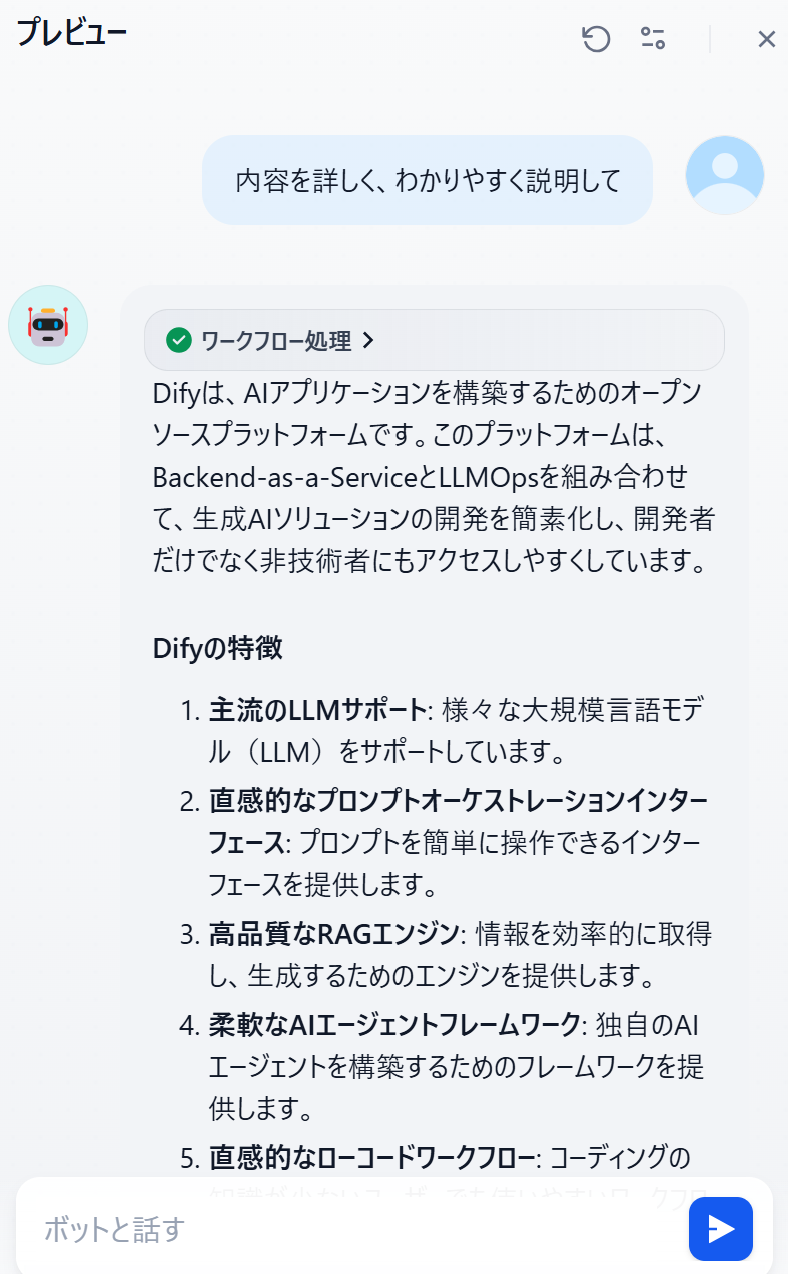 プレビュー
内容を詳しく、わかりやすく説明して
ワークフロー処理
Difyは、AIアプリケーションを構築するためのオープン
ソースプラットフォームです。このプラットフォームは、
Backend-as-a-ServiceとLLMOpsを組み合わせ
て、生成AIソリューションの開発を簡素化し、開発者
だけでなく非技術者にもアクセスしやすくしています。
Difyの特徴
1. 主流のLLMサポート: 様々な大規模言語モデ
ル（LLM）をサポートしています。
2. 直感的なプロンプトオーケストレーションインター
フェース: プロンプトを簡単に操作できるインター
フェースを提供します。
3. 高品質なRAGエンジン: 情報を効率的に取得
し、生成するためのエンジンを提供します。
4. 柔軟なAIエージェントフレームワーク: 独自のAI
エージェントを構築するためのフレームワークを提
供します。
5. 直感的なローコードワークフロー: コーディングの
ボットと話す